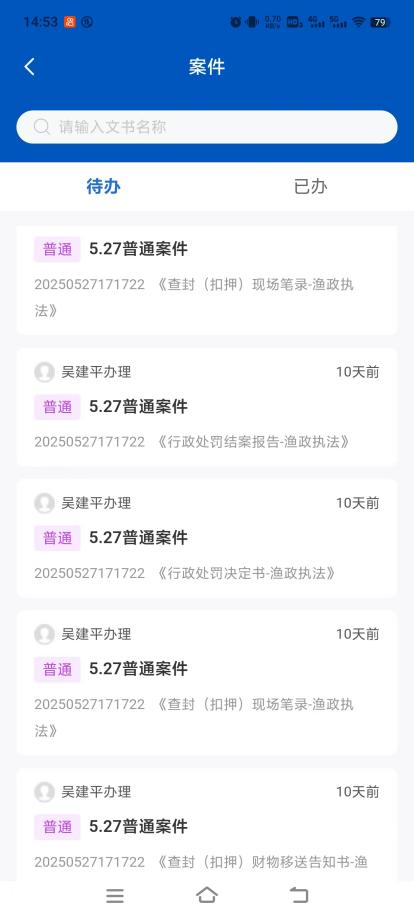 14:53
0.70 KB/s
4G
5G
79
案件
请输入文书名称
待办
已办
普通 5.27普通案件
20250527171722 《查封（扣押）现场笔录-渔政执
法》
吴建平办理 10天前
普通 5.27普通案件
20250527171722 《行政处罚结案报告-渔政执法》
吴建平办理 10天前
普通 5.27普通案件
20250527171722 《行政处罚决定书-渔政执法》
吴建平办理 10天前
普通 5.27普通案件
20250527171722 《查封（扣押）现场笔录-渔政执
法》
吴建平办理 10天前
普通 5.27普通案件
20250527171722 《查封（扣押）财物移送告知书-渔